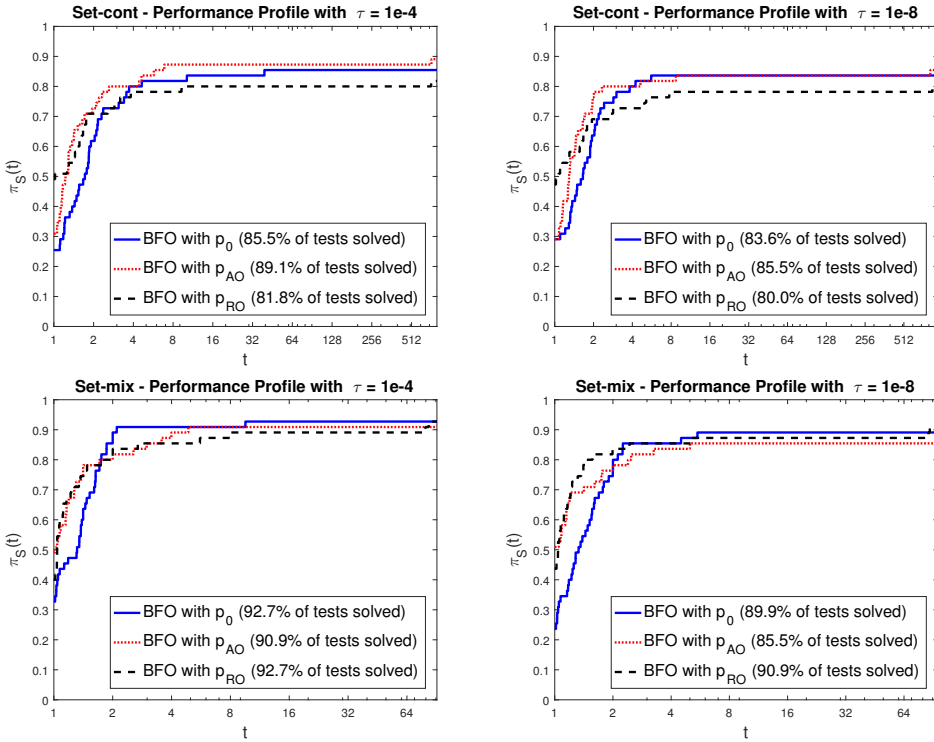 Set-cont - Performance Profile with τ = 1e-4
1
0.9
0.8
0.7
0.6
0.5
0.4
0.3
0.2
0.1
0
π_S(t)
BFO with p_0 (85.5% of tests solved)
BFO with p_AO (89.1% of tests solved)
BFO with p_RO (81.8% of tests solved)
1 2 4 8 16 32 64 128 256 512
t
Set-cont - Performance Profile with τ = 1e-8
1
0.9
0.8
0.7
0.6
0.5
0.4
0.3
0.2
0.1
0
π_S(t)
BFO with p_0 (83.6% of tests solved)
BFO with p_AO (85.5% of tests solved)
BFO with p_RO (80.0% of tests solved)
1 2 4 8 16 32 64 128 256 512
t
Set-mix - Performance Profile with τ = 1e-4
1
0.9
0.8
0.7
0.6
0.5
0.4
0.3
0.2
0.1
0
π_S(t)
BFO with p_0 (92.7% of tests solved)
BFO with p_AO (90.9% of tests solved)
BFO with p_RO (92.7% of tests solved)
1 2 4 8 16 32 64
t
Set-mix - Performance Profile with τ = 1e-8
1
0.9
0.8
0.7
0.6
0.5
0.4
0.3
0.2
0.1
0
π_S(t)
BFO with p_0 (89.9% of tests solved)
BFO with p_AO (85.5% of tests solved)
BFO with p_RO (90.9% of tests solved)
1 2 4 8 16 32 64
t